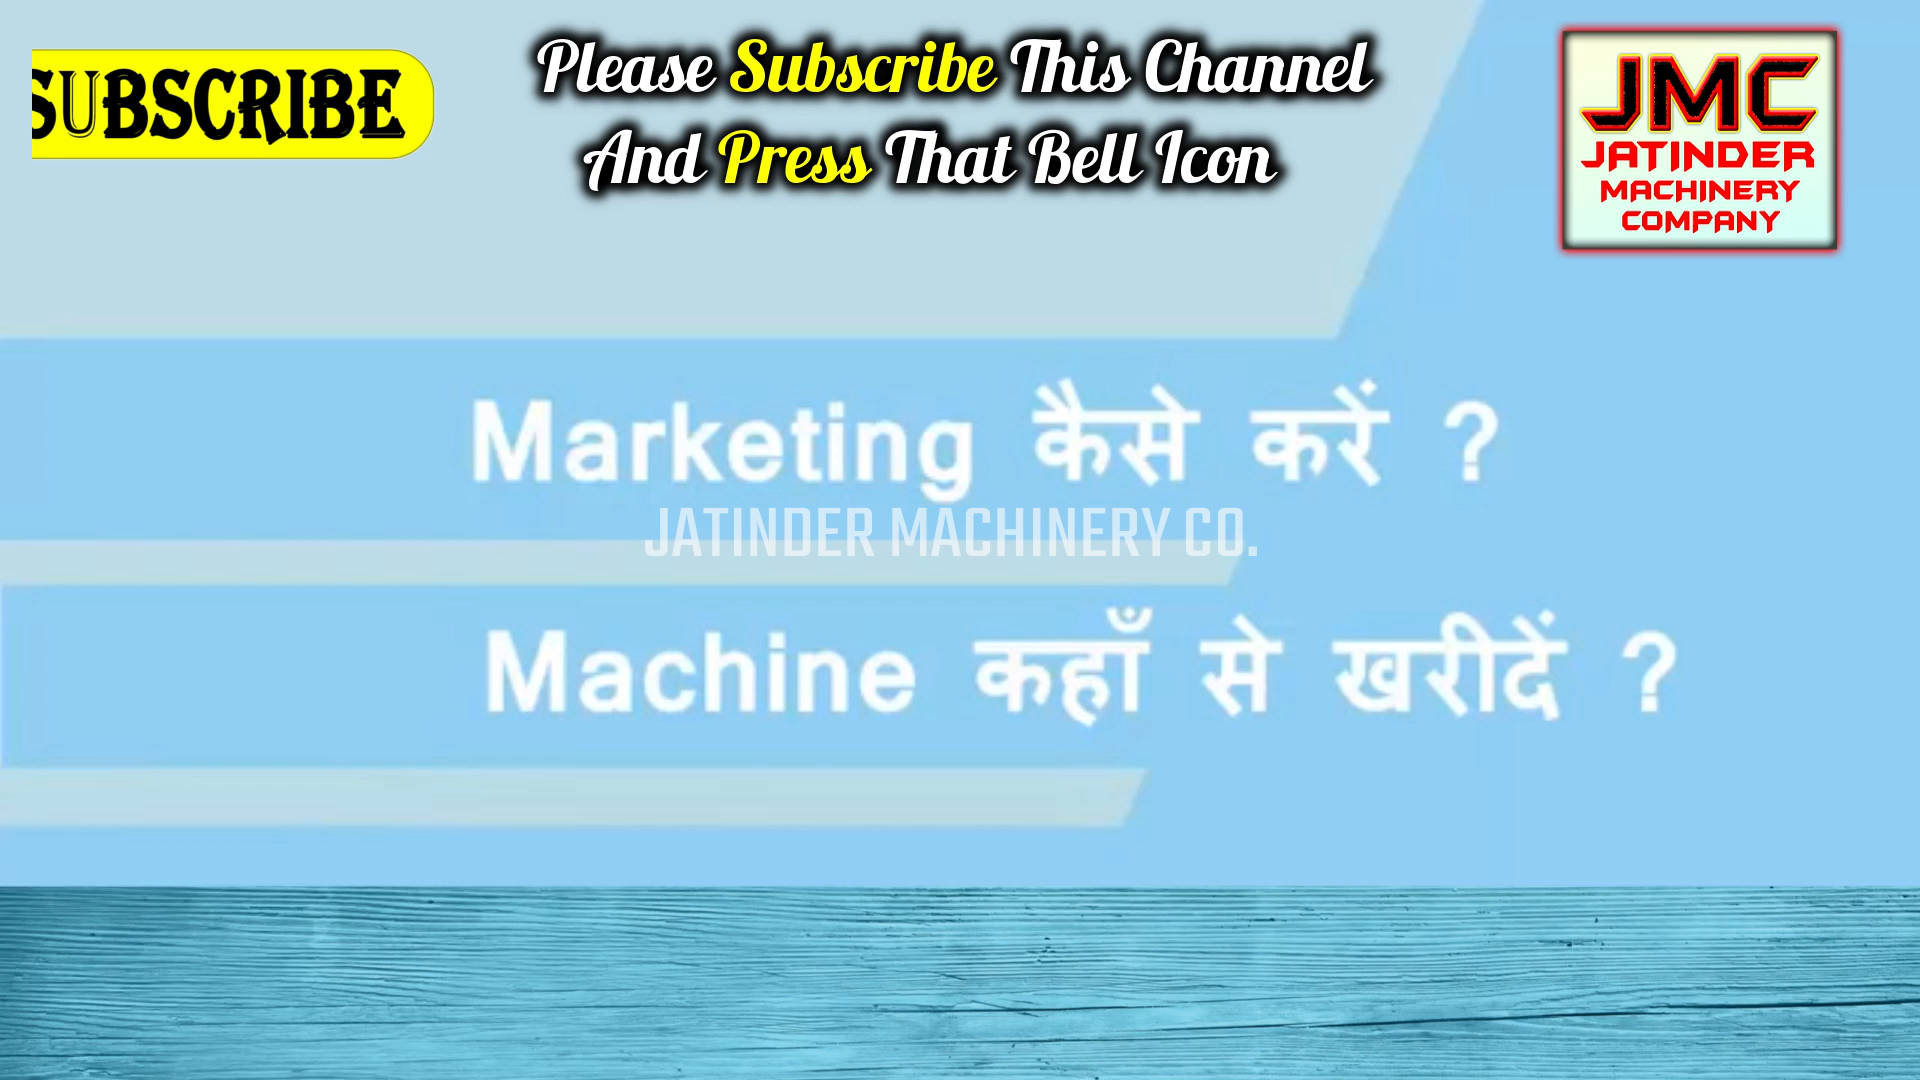 SUBSCRIBE
Please Subscribe This Channel
And Press That Bell Icon
JMC
JATINDER
MACHINERY
COMPANY
Marketing कैसे करें ?
JATINDER MACHINERY CO.
Machine कहाँ से खरीदें ?